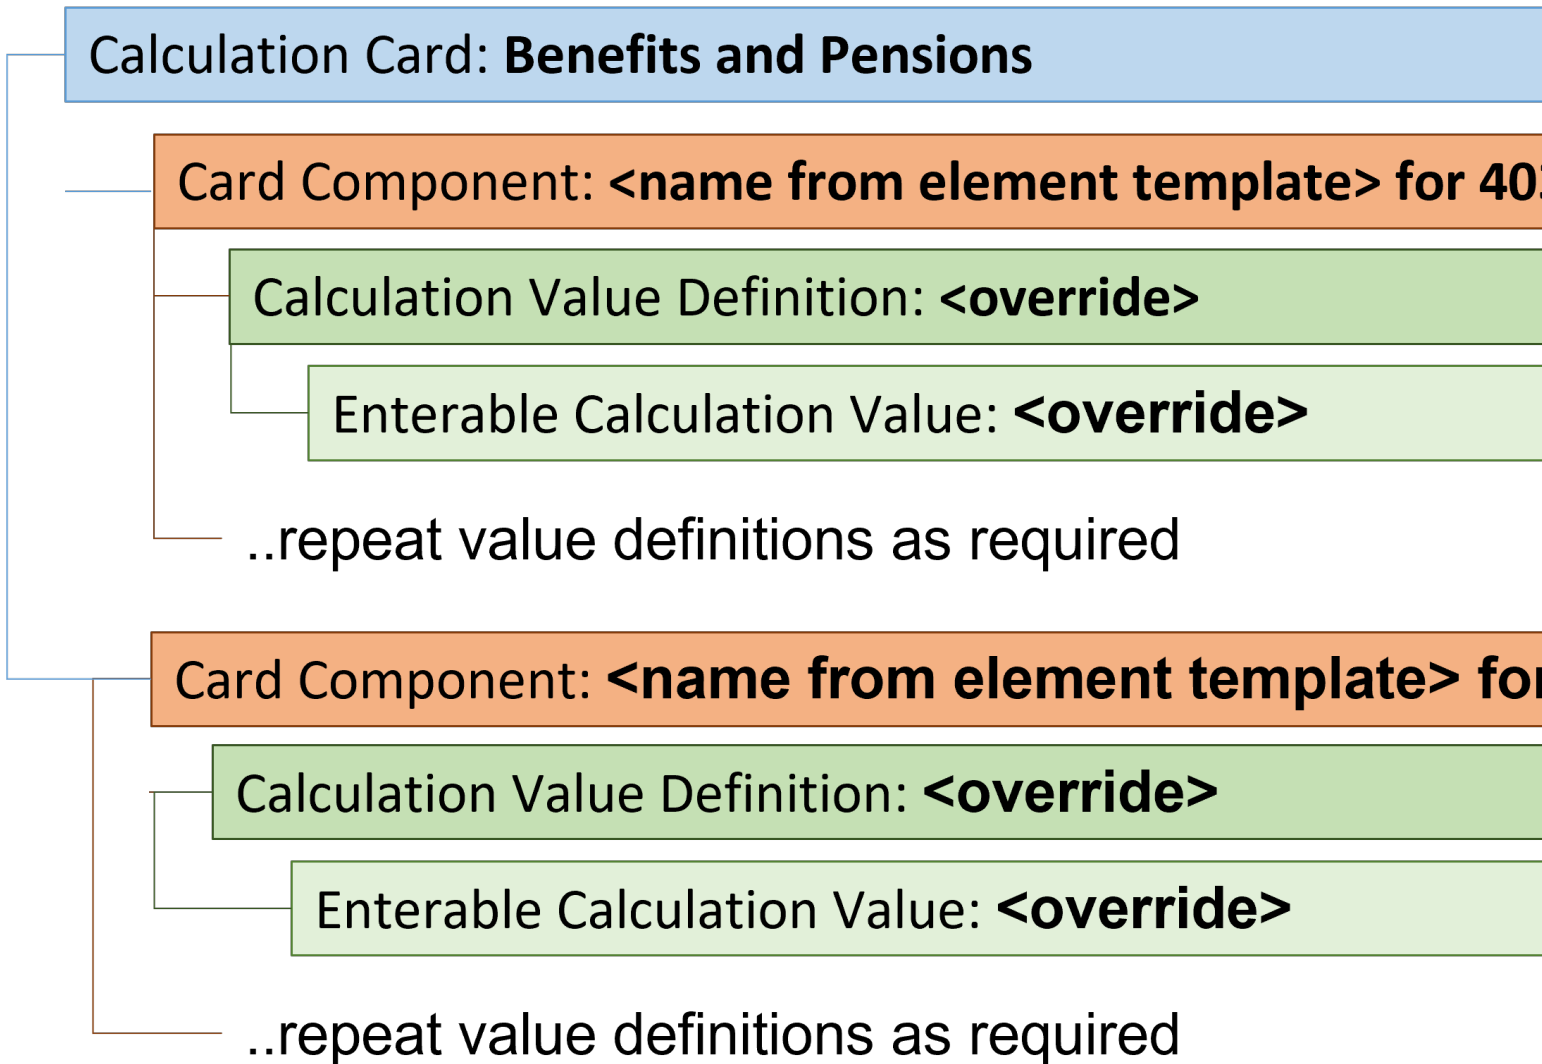 Calculation Card: Benefits and Pensions
Card Component: <name from element template> for
Calculation Value Definition: <override>
Enterable Calculation Value: <override>
..repeat value definitions as required
Card Component: <name from element template> for
Calculation Value Definition: <override>
Enterable Calculation Value: <override>
..repeat value definitions as required